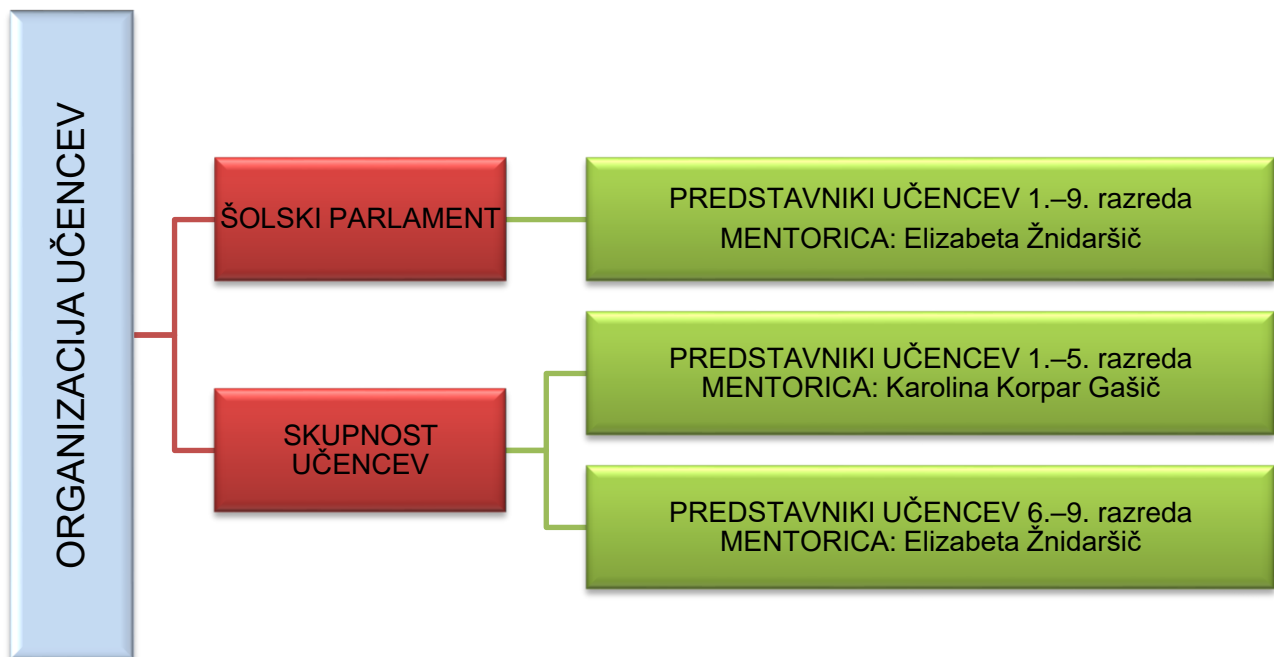 ORGANIZACIJA UČENCEV
ŠOLSKI PARLAMENT
PREDSTAVNIKI UČENCEV 1.–9. razreda
MENTORICA: Elizabeta Žnidaršič
SKUPNOST
UČENCEV
PREDSTAVNIKI UČENCEV 1.–5. razreda
MENTORICA: Karolina Korpar Gašič
PREDSTAVNIKI UČENCEV 6.–9. razreda
MENTORICA: Elizabeta Žnidaršič